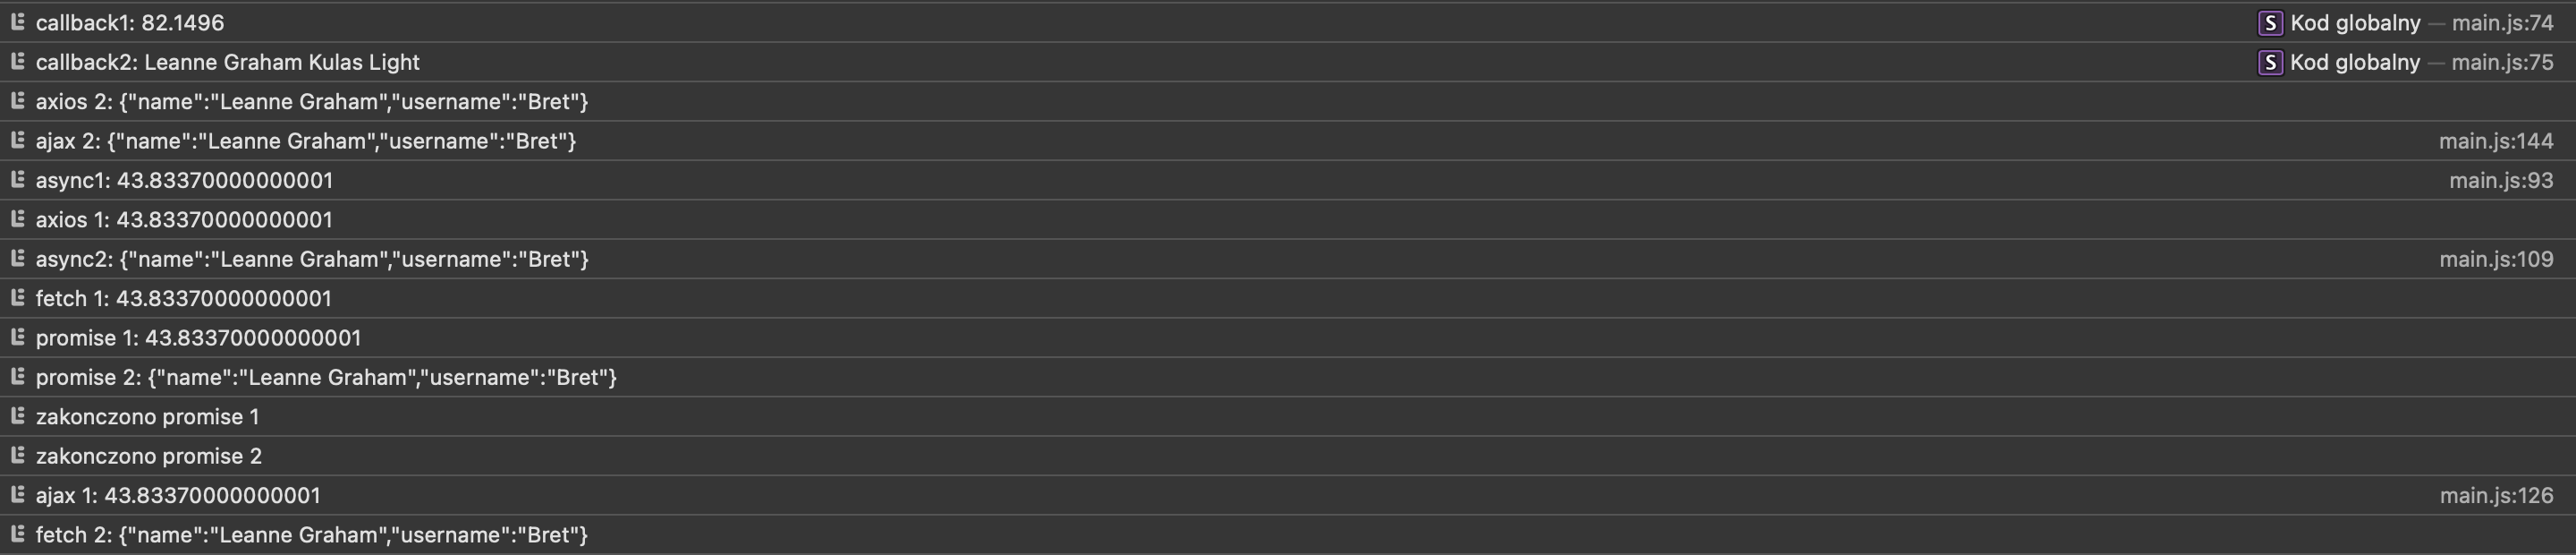 callback1: 82.1496 S Kod globalny — main.js:74
callback2: Leanne Graham Kulas Light S Kod globalny — main.js:75
axios 2: {"name":"Leanne Graham","username":"Bret"}
ajax 2: {"name":"Leanne Graham","username":"Bret"} main.js:144
async1: 43.83370000000001 main.js:93
axios 1: 43.83370000000001
async2: {"name":"Leanne Graham","username":"Bret"} main.js:109
fetch 1: 43.83370000000001
promise 1: 43.83370000000001
promise 2: {"name":"Leanne Graham","username":"Bret"}
zakonczono promise 1
zakonczono promise 2
ajax 1: 43.83370000000001 main.js:126
fetch 2: {"name":"Leanne Graham","username":"Bret"}